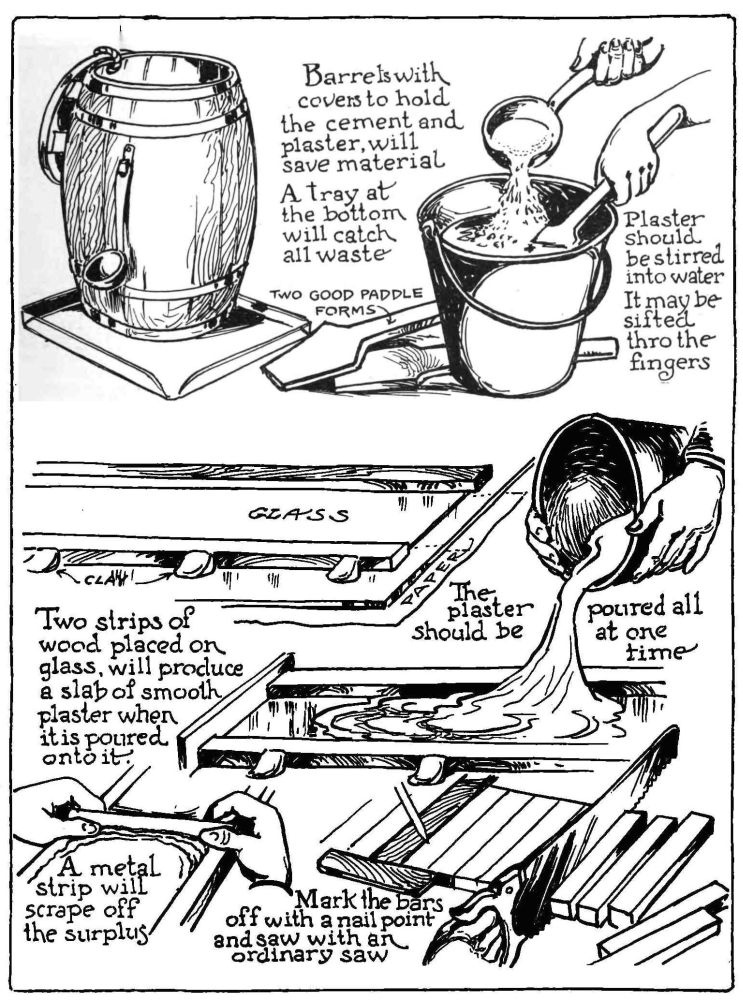 Barrels with
covers to hold
the cement and
plaster, will
save material
A tray at
the bottom
will catch
all waste
TWO GOOD PADDLE
FORMS
Plaster
should
be stirred
into water
It may be
sifted
thro the
fingers
GLASS
CLAY
PAPER
The
plaster
should be
poured all
at one
time
Two strips of
wood placed on
glass, will produce
a slab of smooth
plaster when
it is poured
onto it.
A metal
strip will
scrape off
the surplus
Mark the bars
off with a nail point
and saw with an
ordinary saw